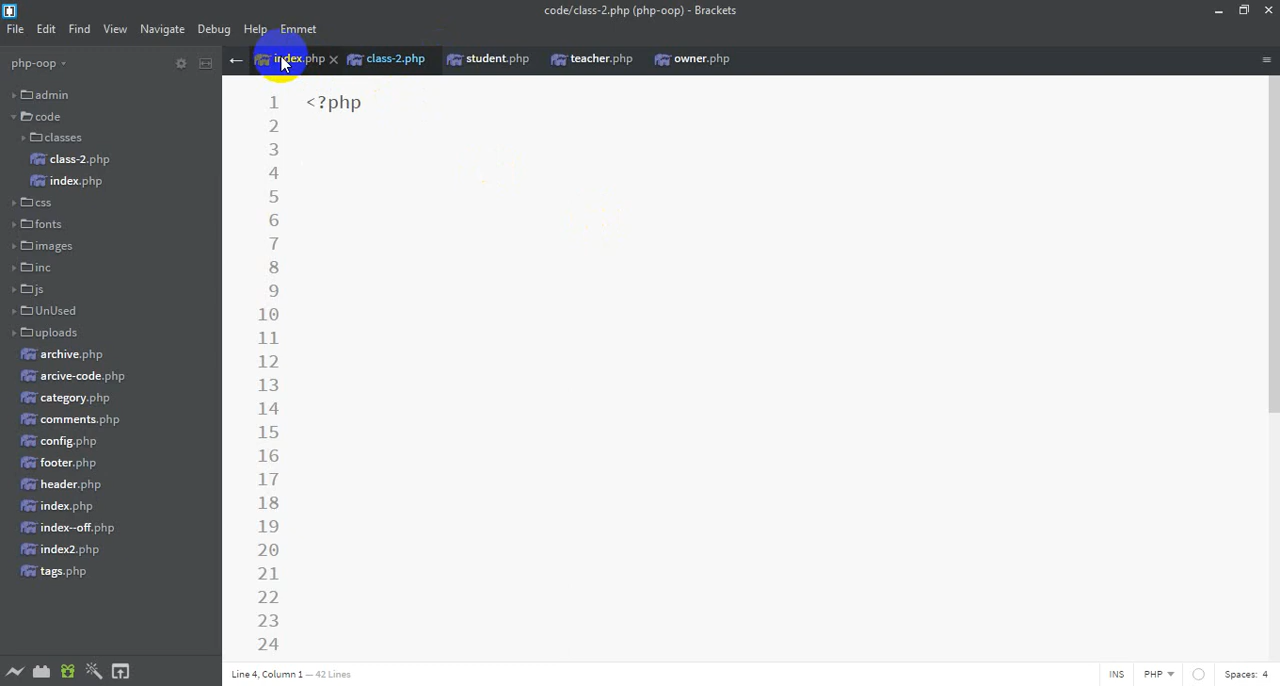 code/class-2.php (php-oop) - Brackets
File Edit Find View Navigate Debug Help Emmet
php-oop
index.php class-2.php student.php teacher.php owner.php
admin
code
classes
class-2.php
index.php
css
fonts
images
inc
js
UnUsed
uploads
archive.php
arcive-code.php
category.php
comments.php
config.php
footer.php
header.php
index.php
index--off.php
index2.php
tags.php
1 <?php
2
3
4
5
6
7
8
9
10
11
12
13
14
15
16
17
18
19
20
21
22
23
24
Line 4, Column 1 — 42 Lines
INS PHP Spaces: 4